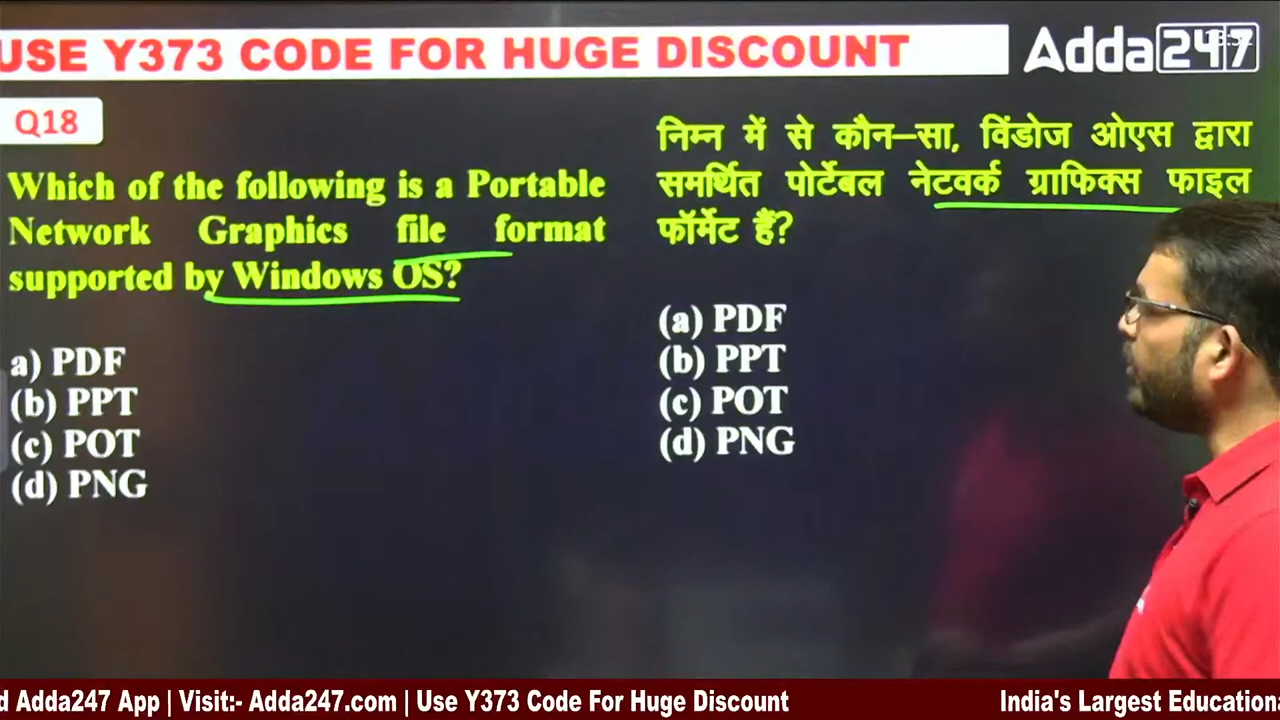 USE Y373 CODE FOR HUGE DISCOUNT
Adda247
Q18
Which of the following is a Portable
Network Graphics file format
supported by Windows OS?
a) PDF
(b) PPT
(c) POT
(d) PNG
निम्न में से कौन–सा, विंडोज ओएस द्वारा
समर्थित पोर्टेबल नेटवर्क ग्राफिक्स फाइल
फॉर्मेट हैं?
(a) PDF
(b) PPT
(c) POT
(d) PNG
d Adda247 App | Visit:- Adda247.com | Use Y373 Code For Huge Discount
India's Largest Education